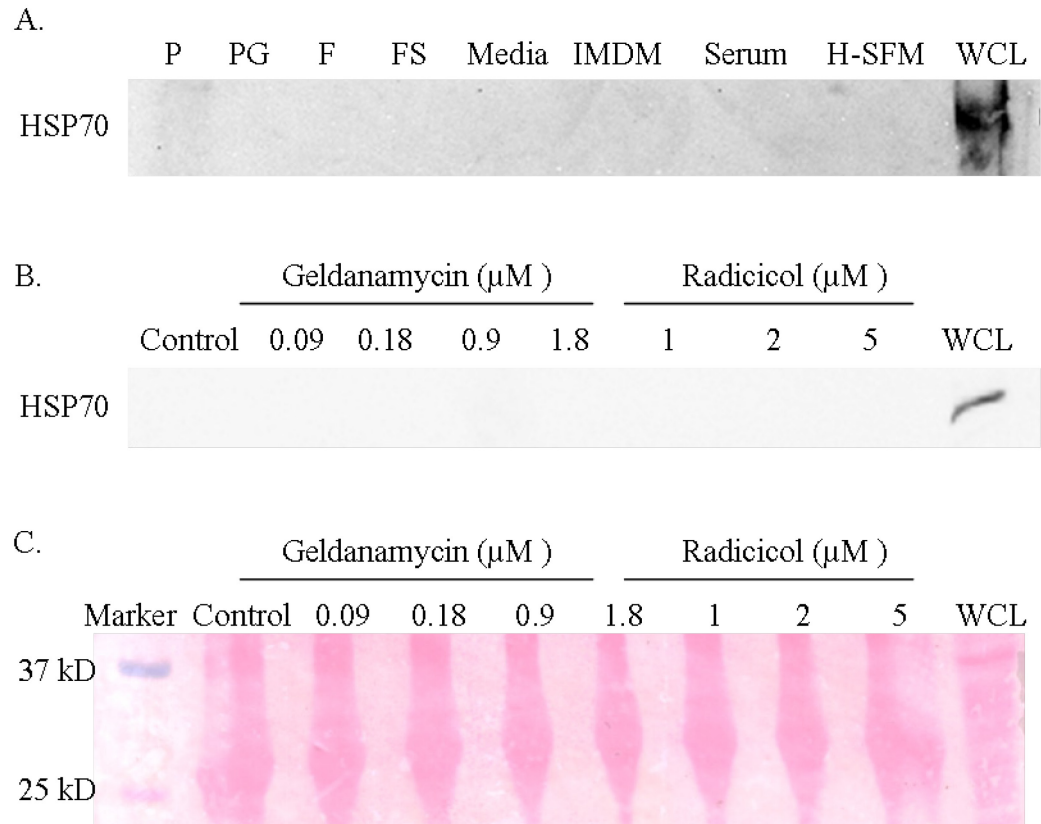 A.
P PG F FS Media IMDM Serum H-SFM WCL
HSP70
B.
Geldanamycin (µM ) Radicicol (µM )
Control 0.09 0.18 0.9 1.8 1 2 5 WCL
HSP70
C.
Geldanamycin (µM ) Radicicol (µM )
Marker Control 0.09 0.18 0.9 1.8 1 2 5 WCL
37 kD
25 kD